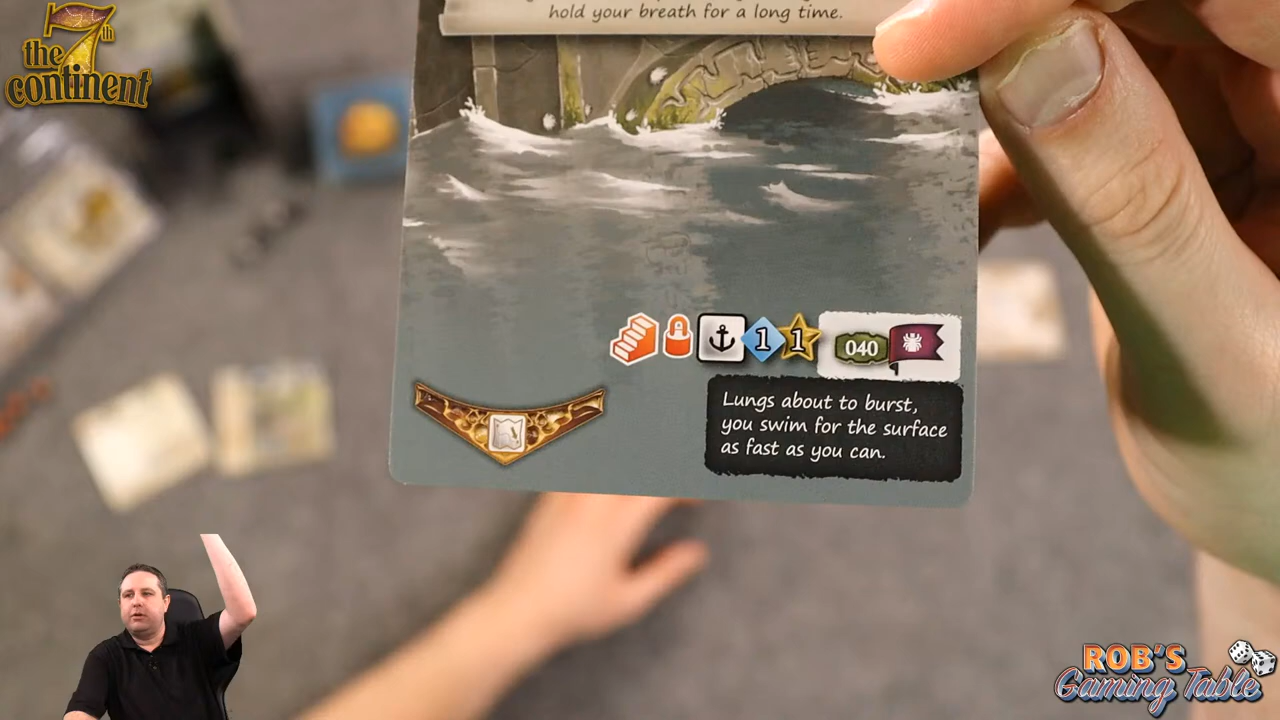 the 7th continent
hold your breath for a long time.
1 1 040
Lungs about to burst,
you swim for the surface
as fast as you can.
ROB'S
Gaming Table